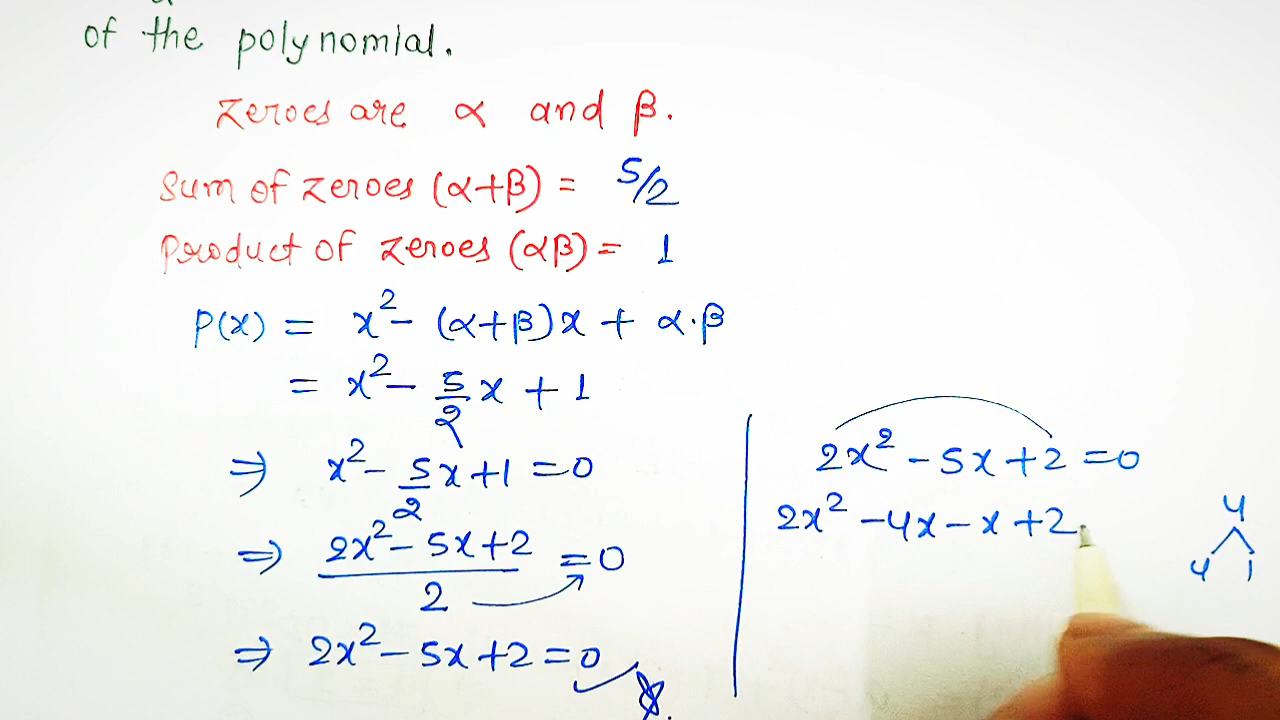 of the polynomial.
Zeroes are α and β.
Sum of Zeroes (α+β) = 5/2
Product of Zeroes (αβ) = 1
P(x) = x² - (α+β)x + α·β
= x² - 5/2 x + 1
⇒ x² - 5/2 x + 1 = 0
⇒ (2x² - 5x + 2)/2 = 0
⇒ 2x² - 5x + 2 = 0
2x² - 5x + 2 = 0
2x² - 4x - x + 2
4
4 1